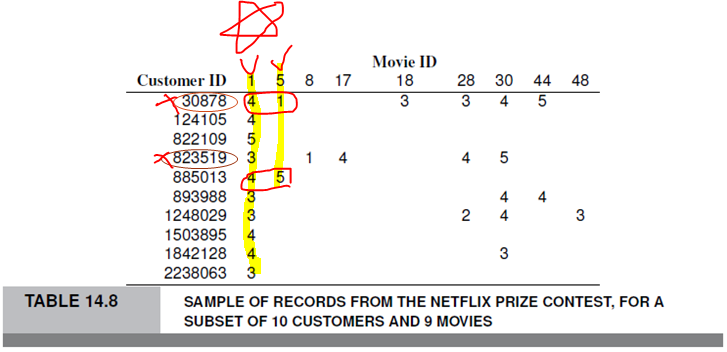 Movie ID
Customer ID 1 5 8 17 18 28 30 44 48
30878 4 1 3 3 4 5
124105 4
822109 5
823519 3 1 4 4 5
885013 4 5
893988 3 4 4
1248029 3 2 4 3
1503895 4
1842128 4 3
2238063 3
TABLE 14.8 SAMPLE OF RECORDS FROM THE NETFLIX PRIZE CONTEST, FOR A
SUBSET OF 10 CUSTOMERS AND 9 MOVIES